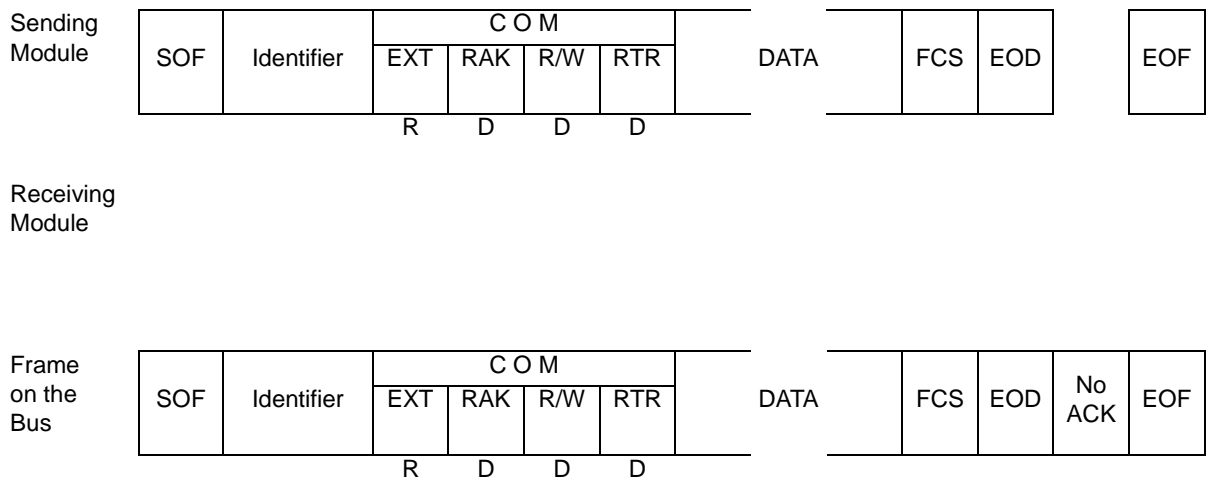 Sending
Module
C O M
SOF Identifier EXT RAK R/W RTR DATA FCS EOD EOF
R D D D
Receiving
Module
Frame
on the
Bus
C O M
SOF Identifier EXT RAK R/W RTR DATA FCS EOD No
ACK EOF
R D D D